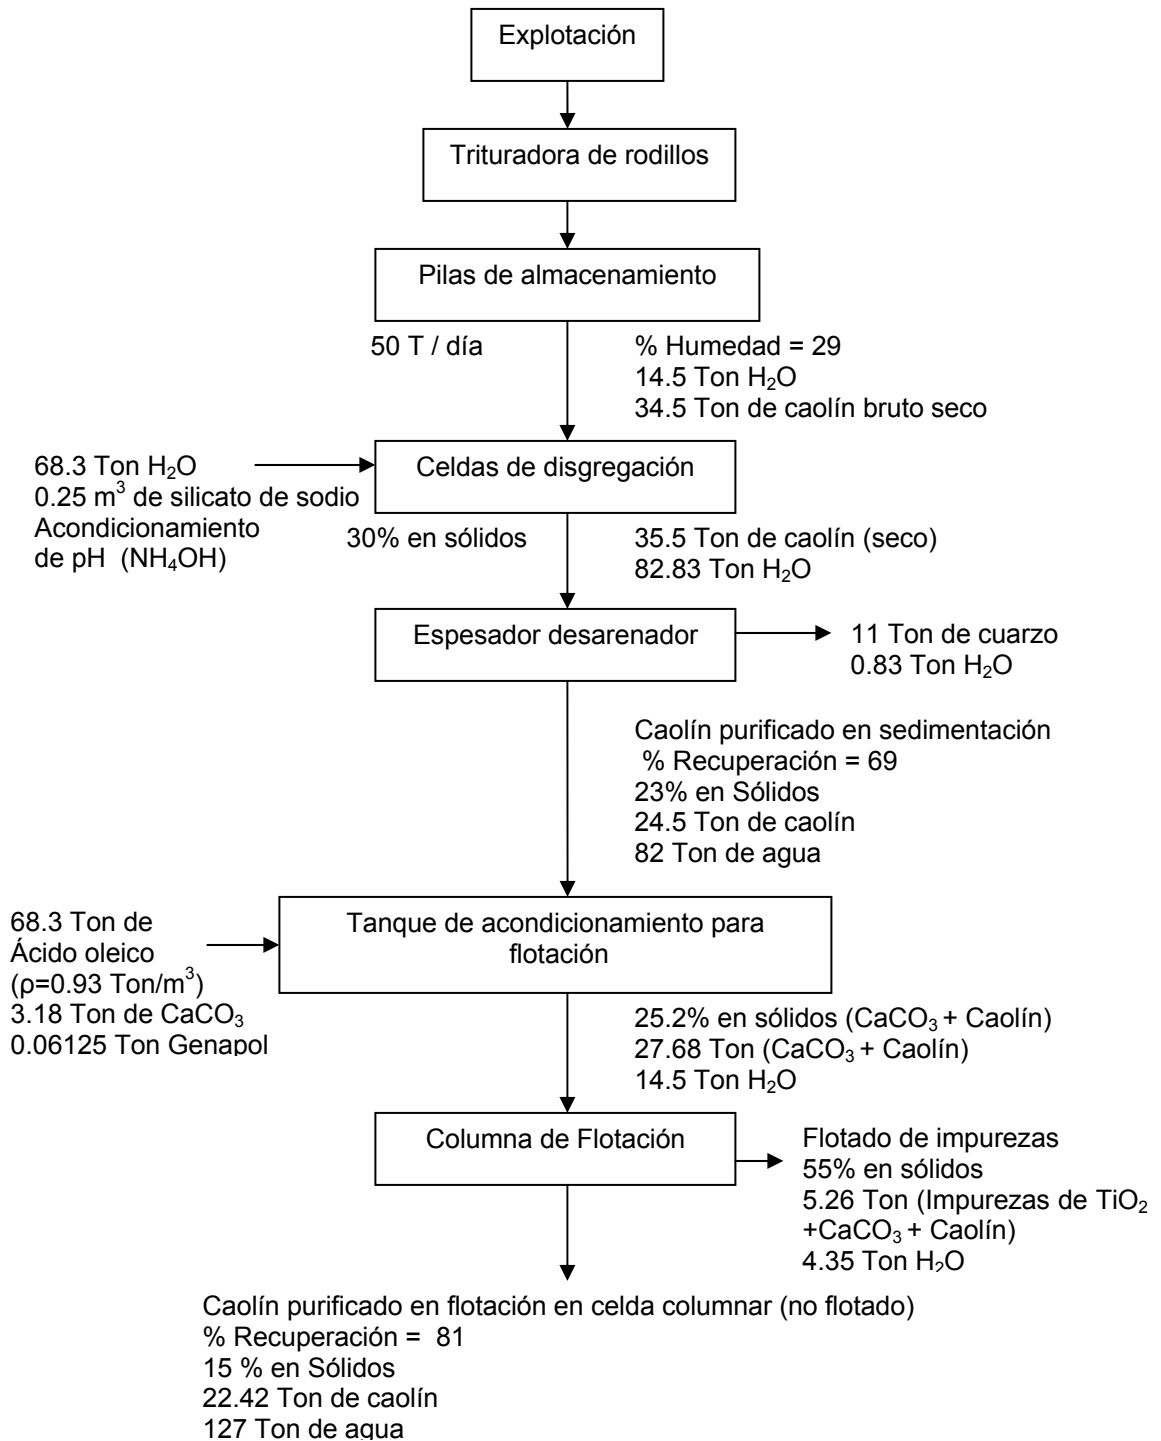 Explotación
Trituradora de rodillos
Pilas de almacenamiento
50 T / día
% Humedad = 29
14.5 Ton H₂O
34.5 Ton de caolín bruto seco
68.3 Ton H₂O
0.25 m³ de silicato de sodio
Acondicionamiento
de pH (NH₄OH)
Celdas de disgregación
30% en sólidos
35.5 Ton de caolín (seco)
82.83 Ton H₂O
Espesador desarenador
11 Ton de cuarzo
0.83 Ton H₂O
Caolín purificado en sedimentación
% Recuperación = 69
23% en Sólidos
24.5 Ton de caolín
82 Ton de agua
68.3 Ton de
Ácido oleico
(ρ=0.93 Ton/m³)
3.18 Ton de CaCO₃
0.06125 Ton Genapol
Tanque de acondicionamiento para
flotación
25.2% en sólidos (CaCO₃ + Caolín)
27.68 Ton (CaCO₃ + Caolín)
14.5 Ton H₂O
Columna de Flotación
Flotado de impurezas
55% en sólidos
5.26 Ton (Impurezas de TiO₂
+CaCO₃ + Caolín)
4.35 Ton H₂O
Caolín purificado en flotación en celda columnar (no flotado)
% Recuperación = 81
15 % en Sólidos
22.42 Ton de caolín
127 Ton de agua